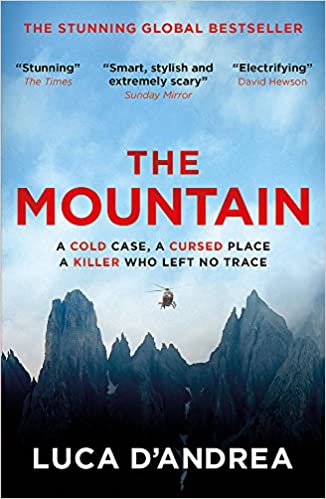 THE STUNNING GLOBAL BESTSELLER
“Stunning” “Smart, stylish and “Electrifying”
The Times extremely scary” David Hewson
Sunday Mirror
THE
MOUNTAIN
A COLD CASE, A CURSED PLACE
A KILLER WHO LEFT NO TRACE
LUCA D’ANDREA